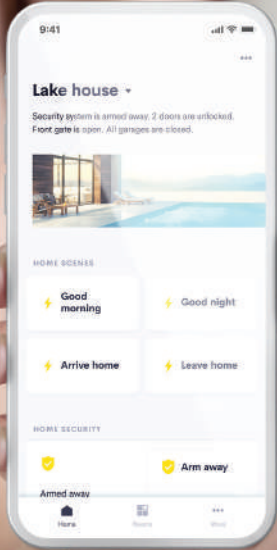 9:41
Lake house
Security system is armed away. 2 doors are unlocked.
Front gate is open. All garages are closed.
HOME SCENES
Good
morning
Good night
Arrive home
Leave home
HOME SECURITY
Arm away
Armed away
Home
Rooms